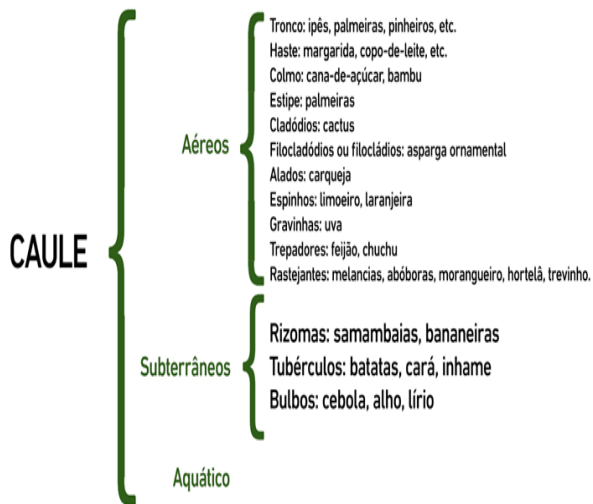 CAULE
Aéreos
Tronco: ipês, palmeiras, pinheiros, etc.
Haste: margarida, copo-de-leite, etc.
Colmo: cana-de-açúcar, bambu
Estipe: palmeiras
Cladódios: cactus
Filocladódios ou filocládios: asparga ornamental
Alados: carqueja
Espinhos: limoeiro, laranjeira
Gravinhas: uva
Trepadores: feijão, chuchu
Rastejantes: melancias, abóboras, morangueiro, hortelã, trevinho.
Subterrâneos
Rizomas: samambaias, bananeiras
Tubérculos: batatas, cará, inhame
Bulbos: cebola, alho, lírio
Aquático